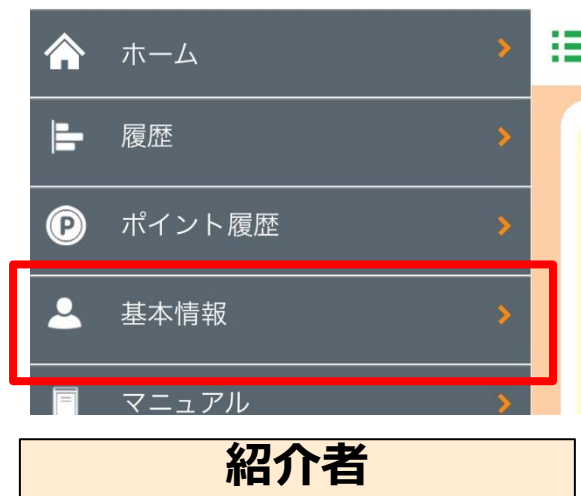 ホーム
履歴
P
ポイント履歴
基本情報
マニュアル
紹介者